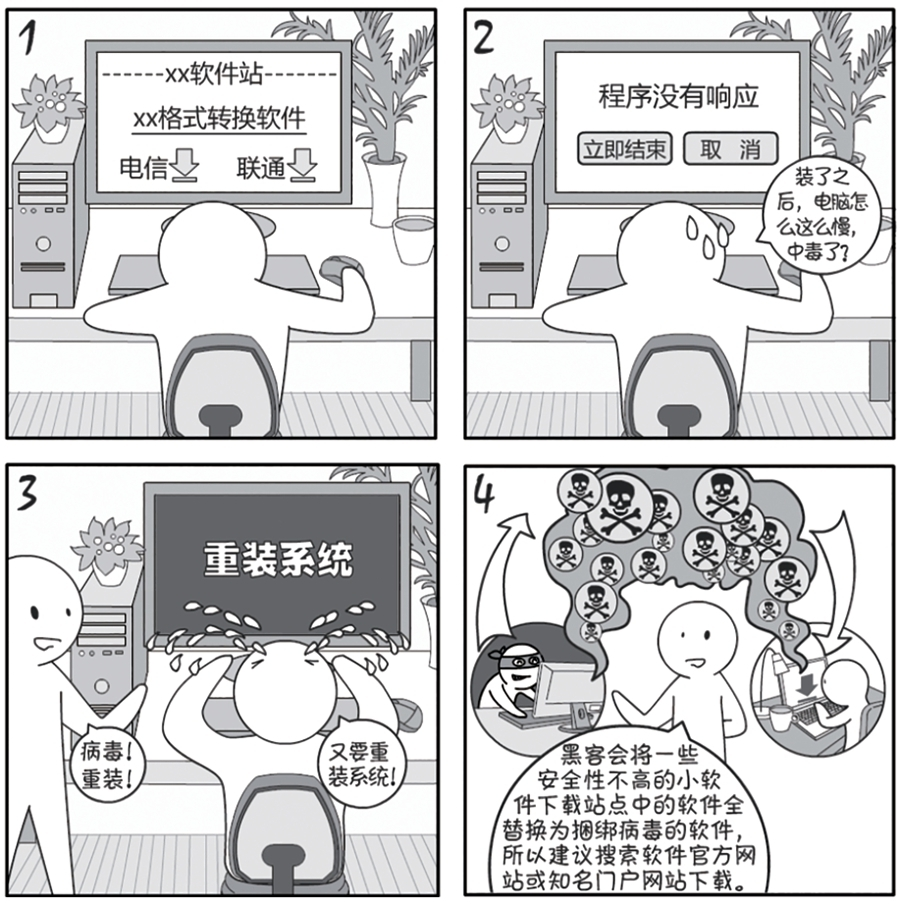 1
------xx软件站-------
xx格式转换软件
电信 联通
2
程序没有响应
立即结束 取 消
装了之
后，电脑怎
么这么慢，
中毒了？
3
重装系统
病毒！
重装！
又要重
装系统！
4
黑客会将一些
安全性不高的小软
件下载站点中的软件全
替换为捆绑病毒的软件，
所以建议搜索软件官方网
站或知名门户网站下载。